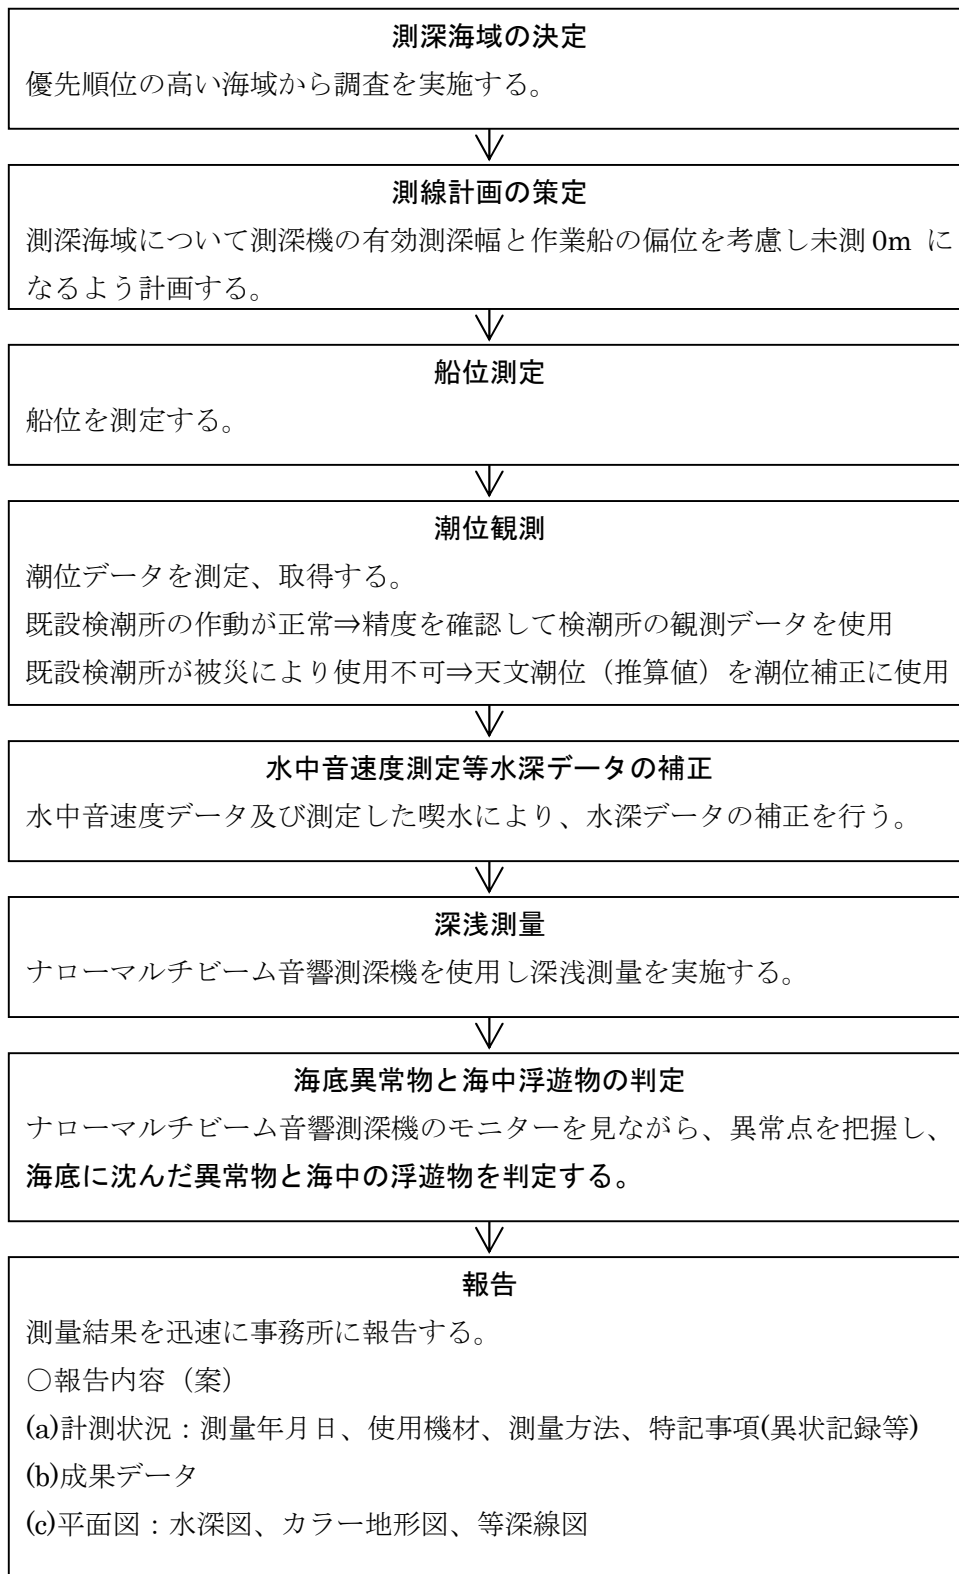 測深海域の決定
優先順位の高い海域から調査を実施する。
測線計画の策定
測深海域について測深機の有効測深幅と作業船の偏位を考慮し未測 0m に
なるよう計画する。
船位測定
船位を測定する。
潮位観測
潮位データを測定、取得する。
既設検潮所の作動が正常⇒精度を確認して検潮所の観測データを使用
既設検潮所が被災により使用不可⇒天文潮位（推算値）を潮位補正に使用
水中音速度測定等水深データの補正
水中音速度データ及び測定した喫水により、水深データの補正を行う。
深浅測量
ナローマルチビーム音響測深機を使用し深浅測量を実施する。
海底異常物と海中浮遊物の判定
ナローマルチビーム音響測深機のモニターを見ながら、異常点を把握し、
海底に沈んだ異常物と海中の浮遊物を判定する。
報告
測量結果を迅速に事務所に報告する。
○報告内容（案）
(a)計測状況：測量年月日、使用機材、測量方法、特記事項(異状記録等)
(b)成果データ
(c)平面図：水深図、カラー地形図、等深線図